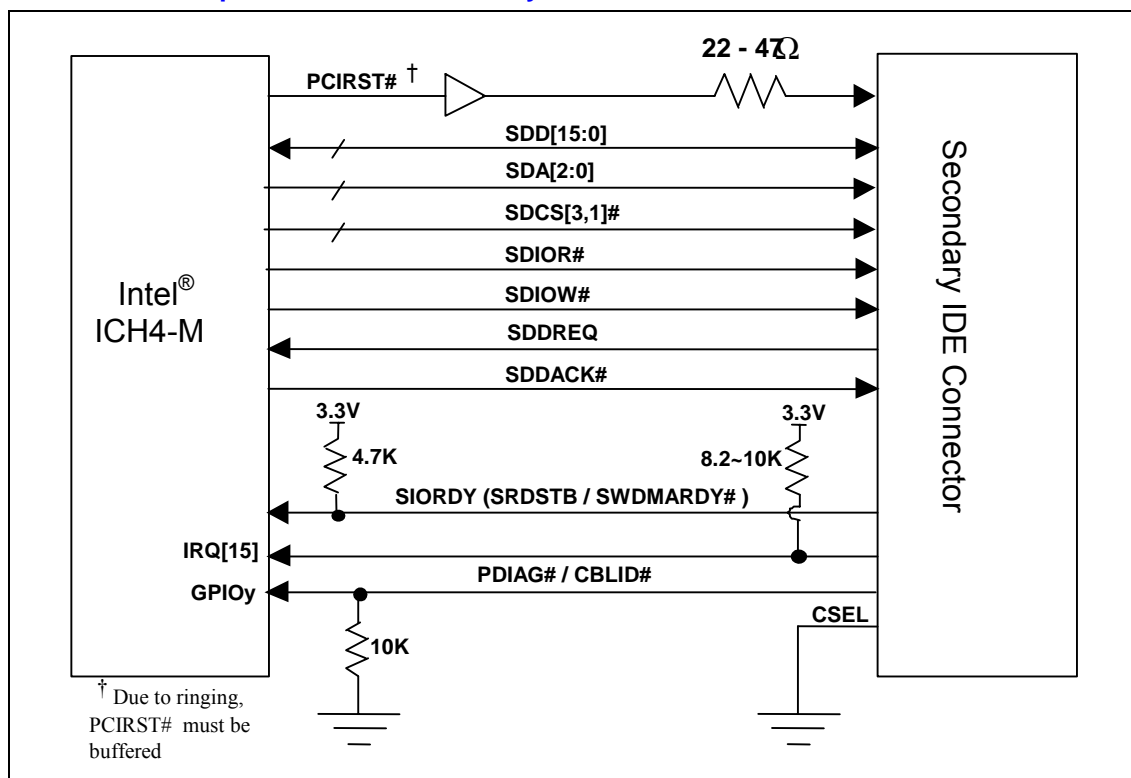 22 - 47Ω
PCIRST# †
SDD[15:0]
SDA[2:0]
SDCS[3,1]#
SDIOR#
SDIOW#
SDDREQ
SDDACK#
Intel®
ICH4-M
Secondary IDE Connector
3.3V
3.3V
4.7K
8.2~10K
SIORDY (SRDSTB / SWDMARDY# )
IRQ[15]
PDIAG# / CBLID#
GPIOy
CSEL
10K
† Due to ringing,
PCIRST# must be
buffered